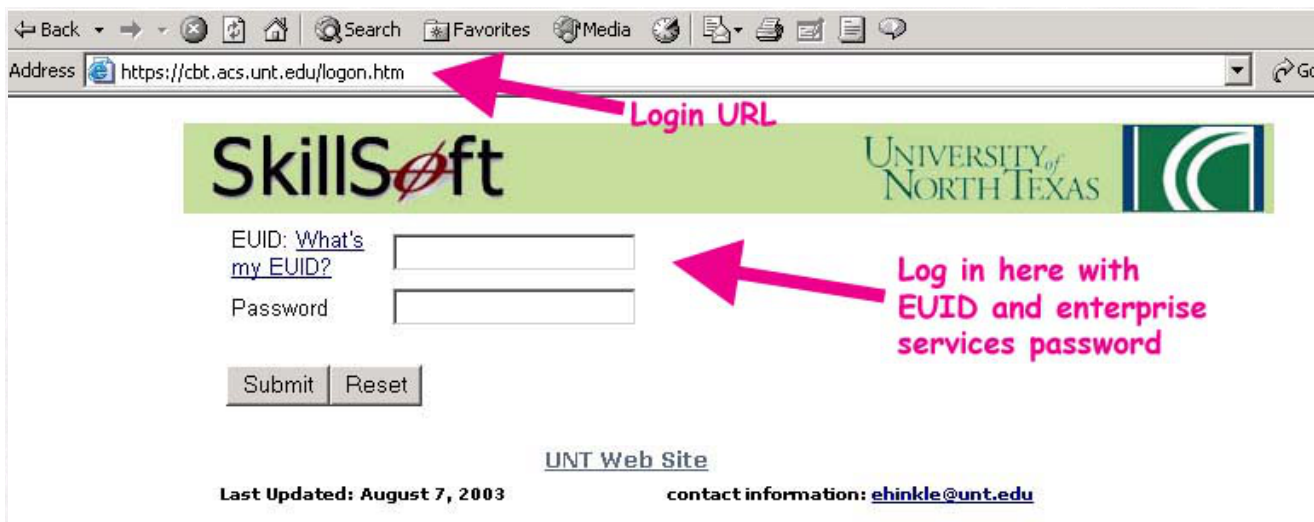 Back Search Favorites Media
Address https://cbt.acs.unt.edu/logon.htm Go
Login URL
SkillSoft
UNIVERSITY of
NORTH TEXAS
EUID: What's
my EUID?
Password
Log in here with
EUID and enterprise
services password
Submit Reset
UNT Web Site
Last Updated: August 7, 2003 contact information: ehinkle@unt.edu